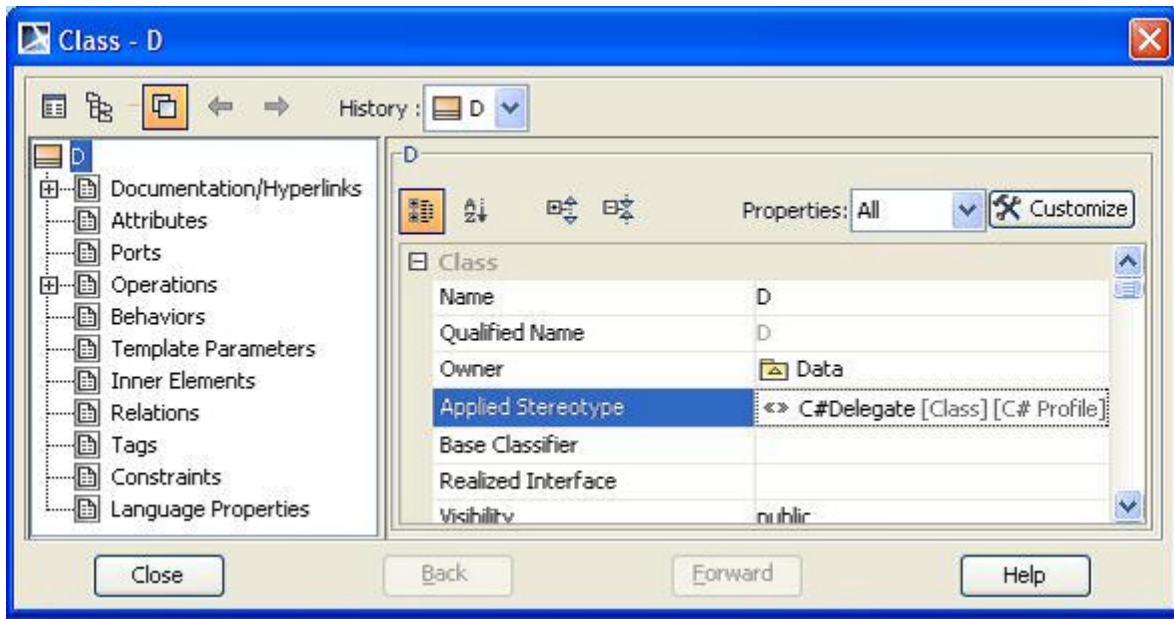 Class - D
History : D
D
Documentation/Hyperlinks
Attributes
Ports
Operations
Behaviors
Template Parameters
Inner Elements
Relations
Tags
Constraints
Language Properties
D
Properties: All Customize
Class
Name D
Qualified Name D
Owner Data
Applied Stereotype «» C#Delegate [Class] [C# Profile]
Base Classifier
Realized Interface
Visibility public
Close Back Forward Help